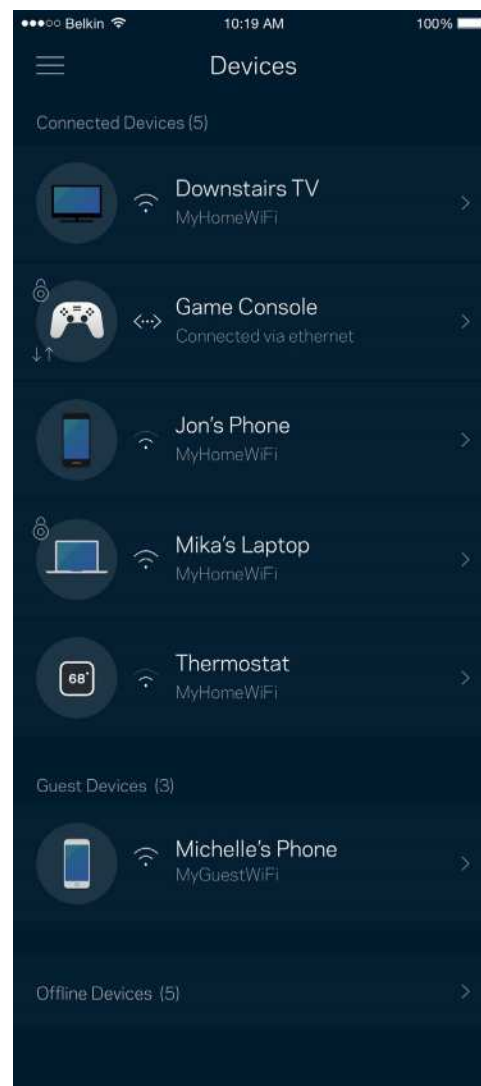 Belkin 10:19 AM 100%
Devices
Connected Devices (5)
Downstairs TV
MyHomeWiFi
Game Console
Connected via ethernet
Jon's Phone
MyHomeWiFi
Mika's Laptop
MyHomeWiFi
68°
Thermostat
MyHomeWiFi
Guest Devices (3)
Michelle's Phone
MyGuestWiFi
Offline Devices (5)